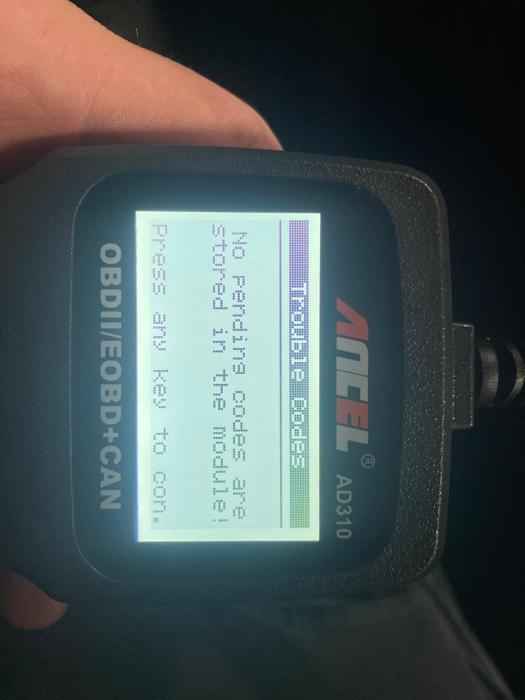 ANCEL® AD310
Trouble Codes
No pending codes are
stored in the module!
Press any key to con.
OBDII/EOBD+CAN